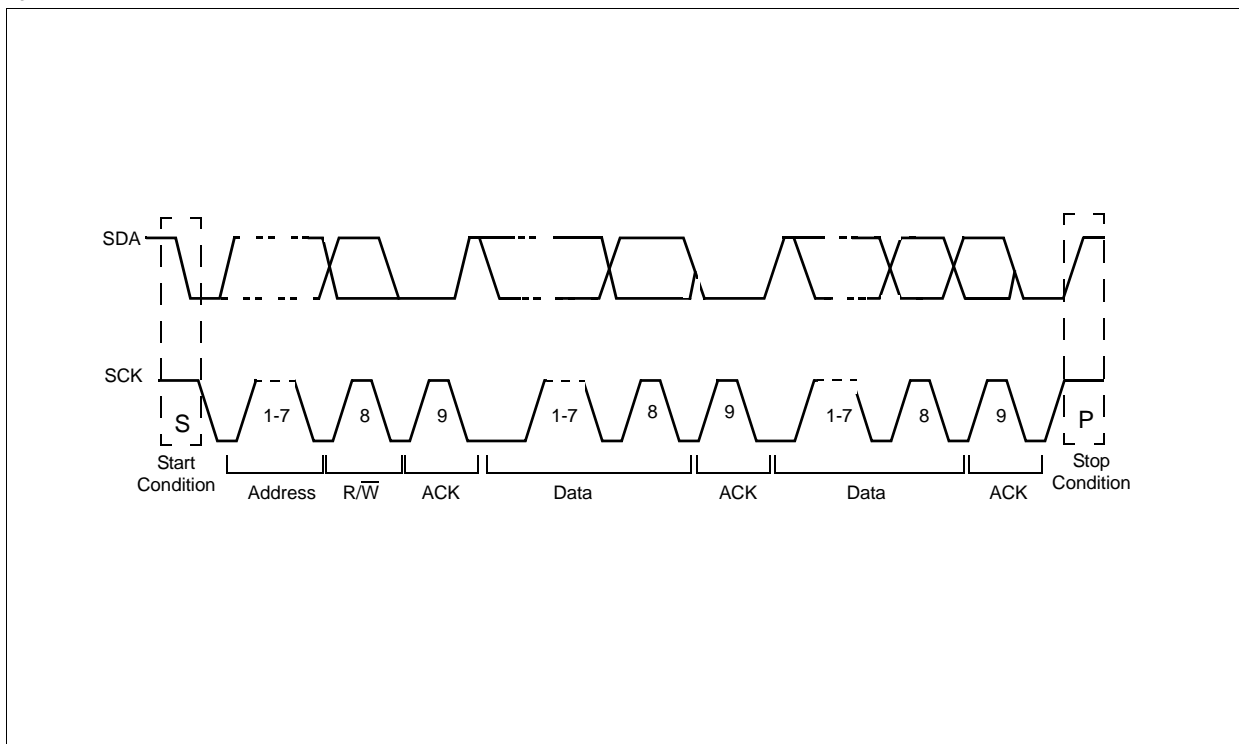 SDA
SCK
S
1-7
8
9
1-7
8
9
1-7
8
9
P
Start
Condition
Address
R/W̅
ACK
Data
ACK
Data
ACK
Stop
Condition